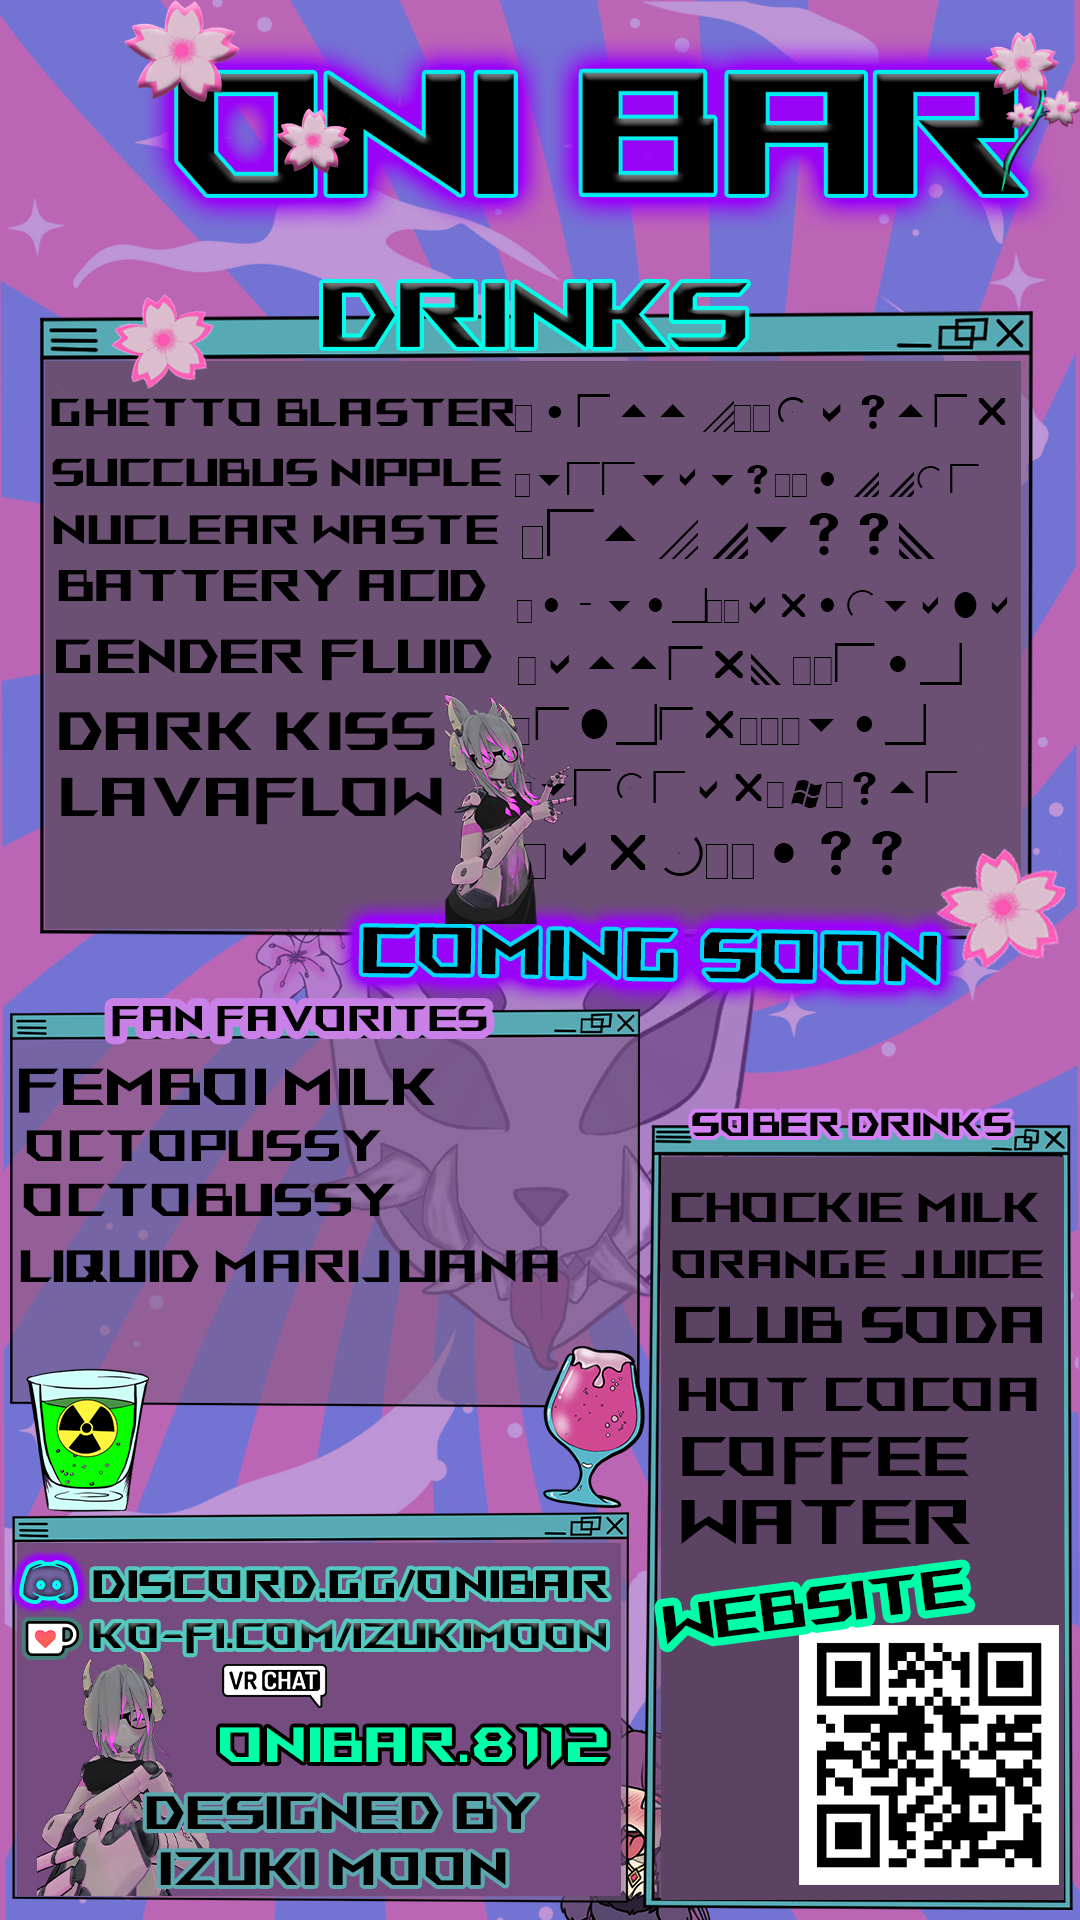 ONI BAR
DRINKS
GHETTO BLASTER
SUCCUBUS NIPPLE
NUCLEAR WASTE
BATTERY ACID
GENDER FLUID
DARK KISS
LAVAFLOW
COMING SOON
FAN FAVORITES
FEMBOI MILK
OCTOPUSSY
OCTOBUSSY
LIQUID MARIJUANA
SOBER DRINKS
CHOCKIE MILK
ORANGE JUICE
CLUB SODA
HOT COCOA
COFFEE
WATER
WEBSITE
DISCORD.GG/ONIBAR
KO-FI.COM/IZUKIMOON
VR CHAT
ONIBAR.8112
DESIGNED BY
IZUKI MOON